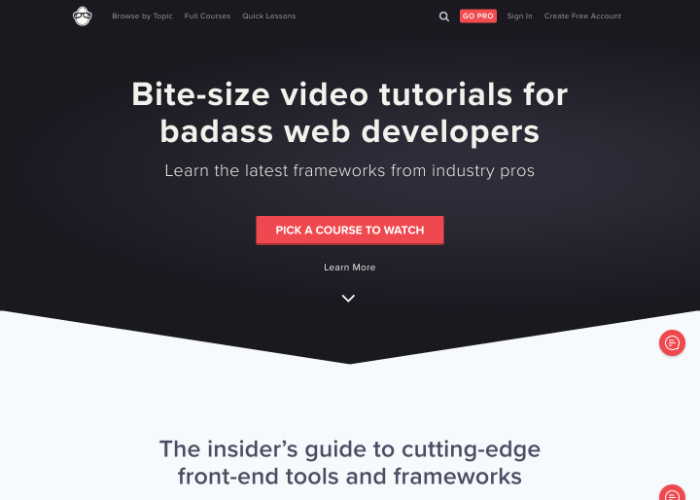 Browse by Topic Full Courses Quick Lessons GO PRO Sign In Create Free Account
Bite-size video tutorials for
badass web developers
Learn the latest frameworks from industry pros
PICK A COURSE TO WATCH
Learn More
The insider's guide to cutting-edge
front-end tools and frameworks